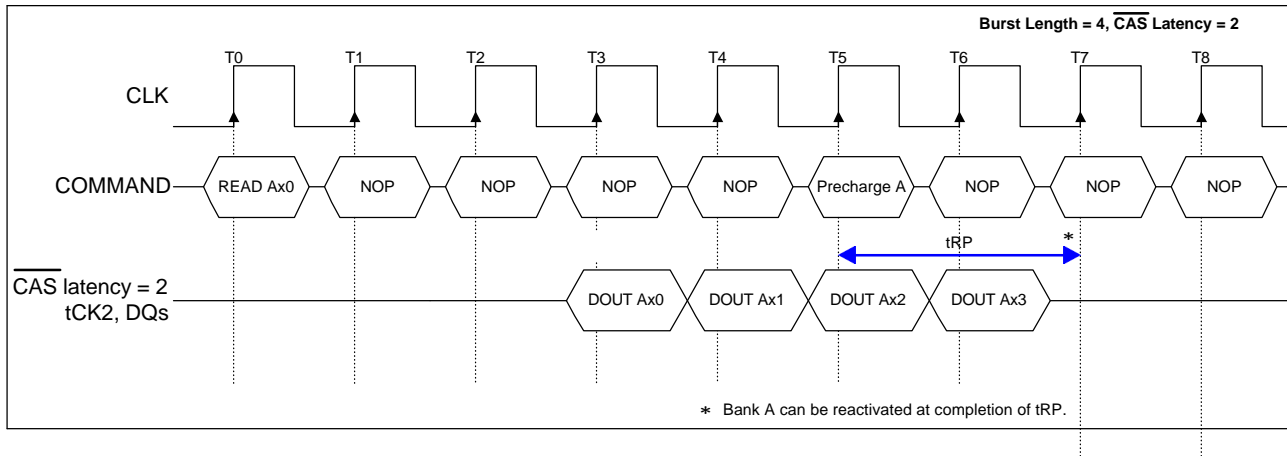 Burst Length = 4, CAS Latency = 2
T0 T1 T2 T3 T4 T5 T6 T7 T8
CLK
COMMAND READ Ax0 NOP NOP NOP NOP Precharge A NOP NOP NOP
tRP *
CAS latency = 2
tCK2, DQs
DOUT Ax0 DOUT Ax1 DOUT Ax2 DOUT Ax3
* Bank A can be reactivated at completion of tRP.